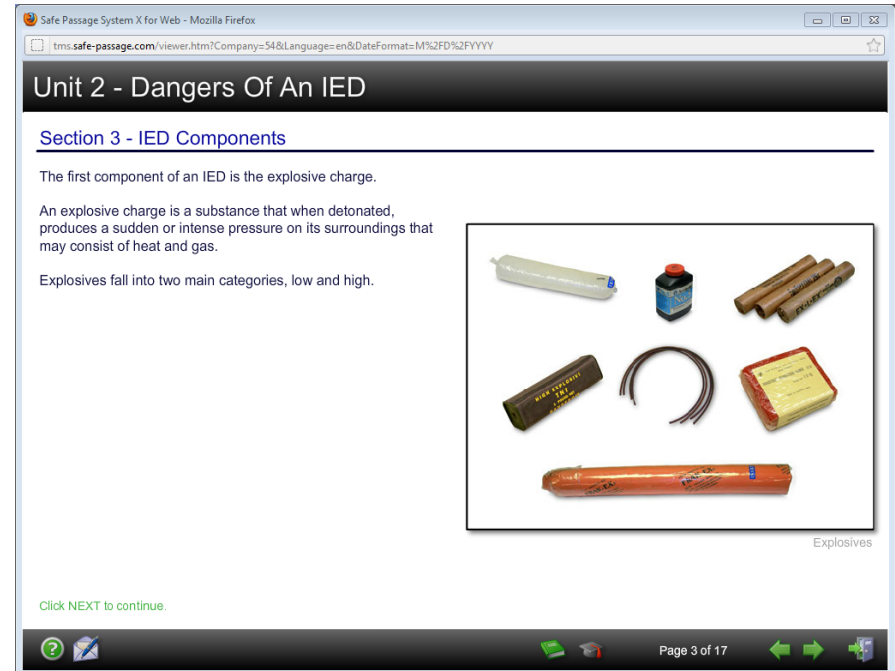 Safe Passage System X for Web - Mozilla Firefox
tms.safe-passage.com/viewer.htm?Company=54&Language=en&DateFormat=M%2FD%2FYYYY
Unit 2 - Dangers Of An IED
Section 3 - IED Components
The first component of an IED is the explosive charge.
An explosive charge is a substance that when detonated,
produces a sudden or intense pressure on its surroundings that
may consist of heat and gas.
Explosives fall into two main categories, low and high.
HIGH EXPLOSIVE
TNT
Explosives
Click NEXT to continue.
Page 3 of 17